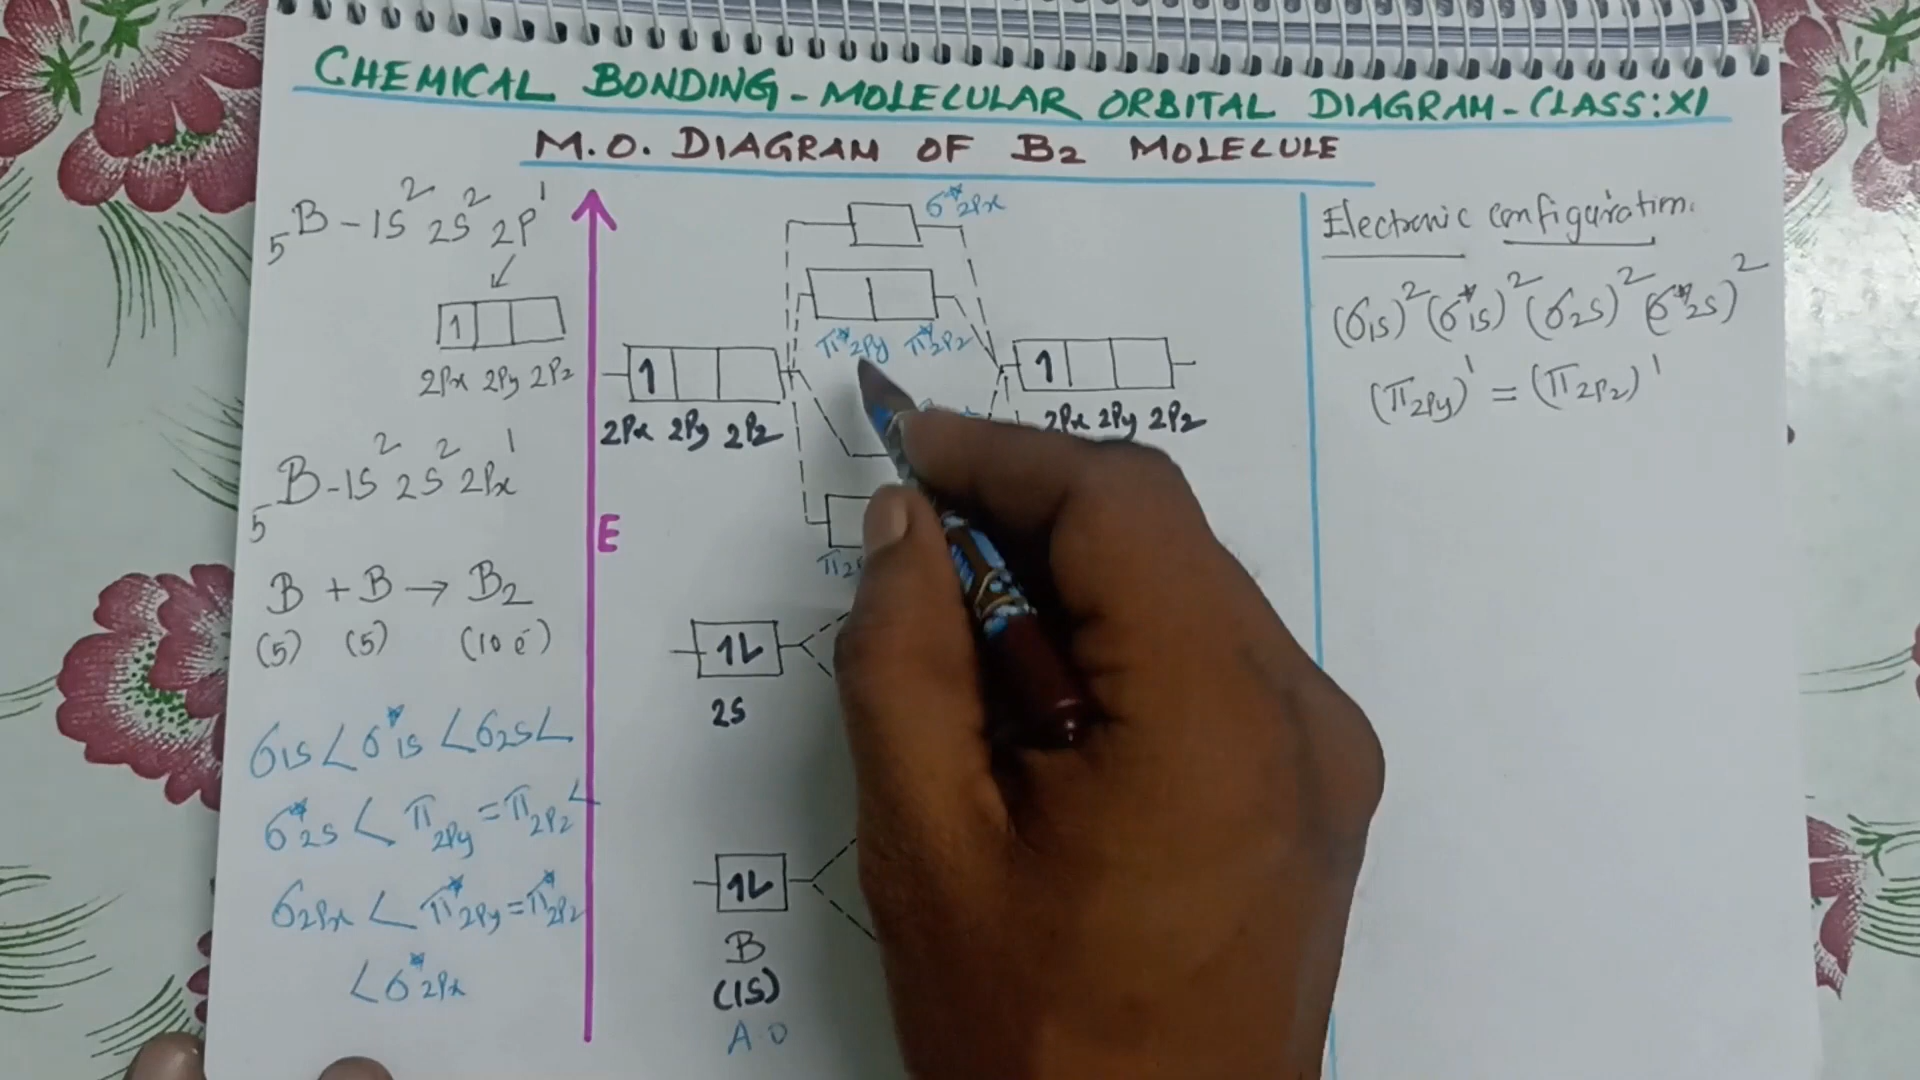 CHEMICAL BONDING - MOLECULAR ORBITAL DIAGRAM - CLASS: XI
M.O. DIAGRAM OF B2 MOLECULE
₅B - 1S² 2S² 2P¹
1
2Px 2Py 2Pz
₅B - 1S² 2S² 2Px¹
B + B → B2
(5) (5) (10 e⁻)
σ1S < σ*1S < σ2S <
σ*2S < π2Py = π2Pz <
σ2Px < π*2Py = π*2Pz
< σ*2Px
E
σ*2Px
π*2Py π*2Pz
1
2Px 2Py 2Pz
1
2Px 2Py 2Pz
1L
2S
1L
B
(1S)
A.O
Electronic configuration.
(σ1S)² (σ*1S)² (σ2S)² (σ*2S)²
(π2Py)¹ = (π2Pz)¹